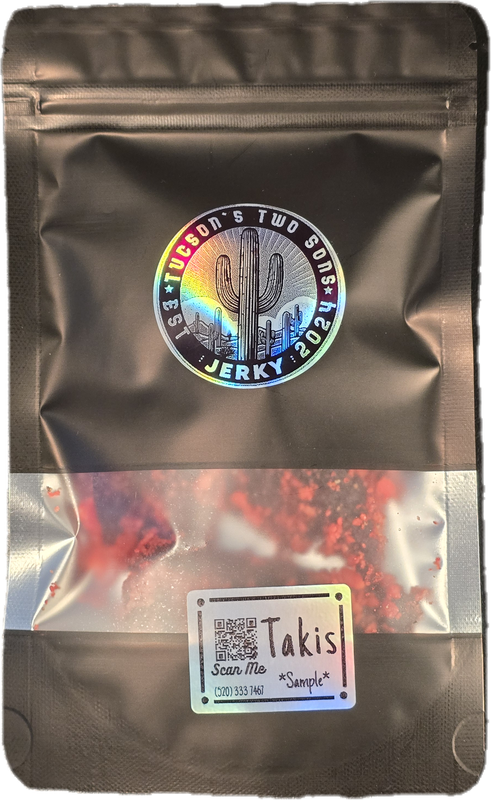 TUCSON'S TWO SONS
EST 2024
JERKY
Takis
Scan Me
*Sample*
(520) 333 7467